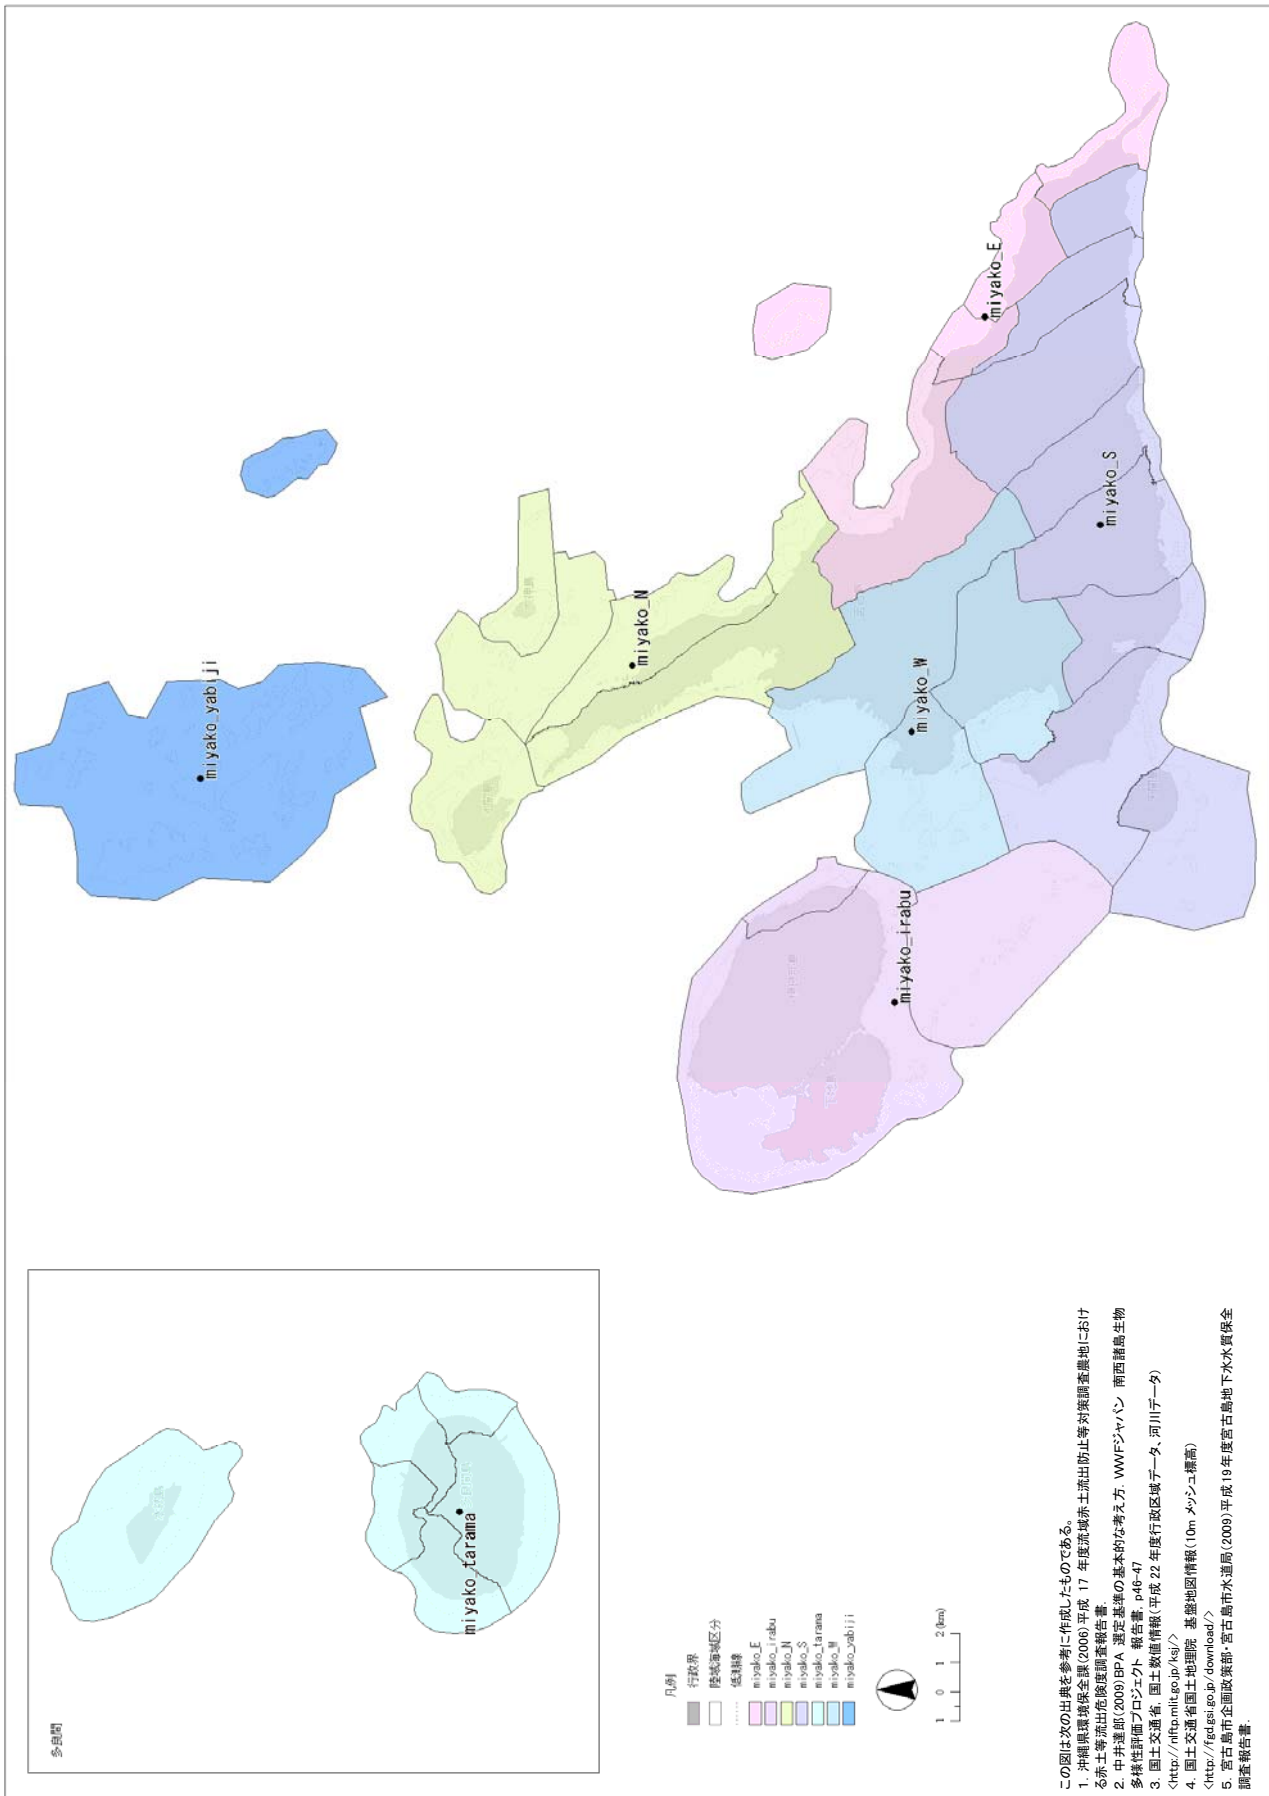 miyako_yabiji
miyako_N
miyako_E
miyako_W
miyako_S
miyako_irabu
多良間
miyako_tarama
凡例
行政界
陸域海域区分
低潮線
miyako_E
miyako_irabu
miyako_N
miyako_S
miyako_tarama
miyako_W
miyako_yabiji
1 0 1 2(km)
この図は次の出典を参考に作成したものである。
1. 沖縄県環境保全課(2006)平成 17 年度流域赤土流出防止等対策調査農地におけ
る赤土等流出危険度調査報告書.
2. 中井達郎(2009)BPA 選定基準の基本的な考え方. WWFジャパン 南西諸島生物
多様性評価プロジェクト 報告書, p46-47
3. 国土交通省, 国土数値情報(平成 22 年度行政区域データ、河川データ)
<http://nlftp.mlit.go.jp/ksj/>
4. 国土交通省国土地理院 基盤地図情報(10m メッシュ標高)
<http://fgd.gsi.go.jp/download/>
5. 宮古島市企画政策部・宮古島市水道局(2009)平成19年度宮古島地下水水質保全
調査報告書.